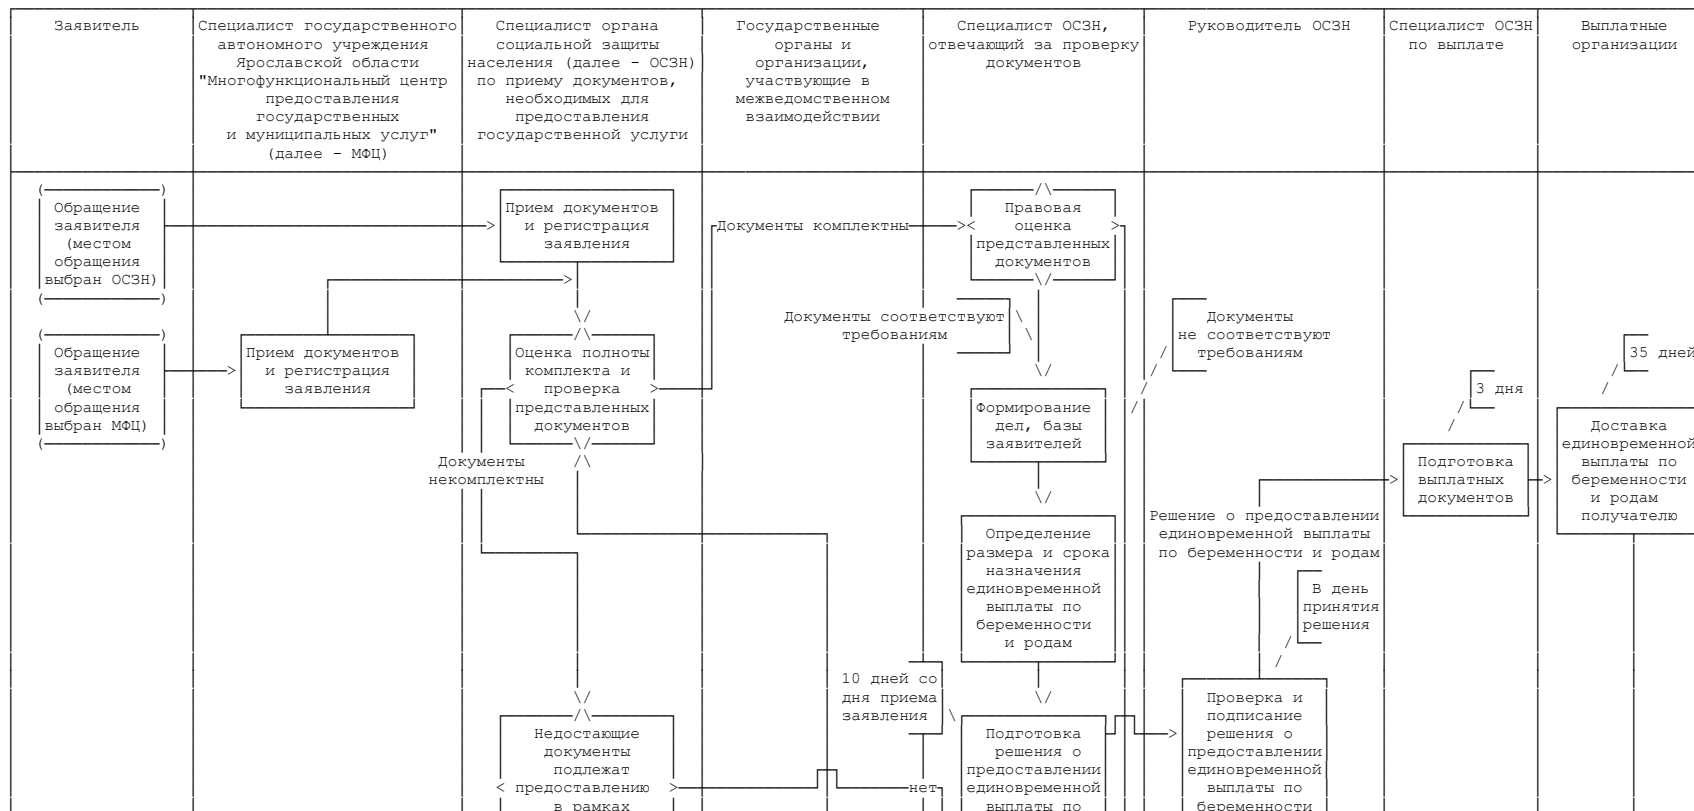 Заявитель
Специалист государственного
автономного учреждения
Ярославской области
"Многофункциональный центр
предоставления
государственных
и муниципальных услуг"
(далее - МФЦ)
Специалист органа
социальной защиты
населения (далее - ОСЗН)
по приему документов,
необходимых для
предоставления
государственной услуги
Государственные
органы и
организации,
участвующие в
межведомственном
взаимодействии
Специалист ОСЗН,
отвечающий за проверку
документов
Руководитель ОСЗН
Специалист ОСЗН
по выплате
Выплатные
организации
Обращение
заявителя
(местом
обращения
выбран ОСЗН)
Прием документов
и регистрация
заявления
Документы комплектны
Правовая
оценка
представленных
документов
Обращение
заявителя
(местом
обращения
выбран МФЦ)
Прием документов
и регистрация
заявления
Оценка полноты
комплекта и
проверка
представленных
документов
Документы соответствуют
требованиям
Документы
не соответствуют
требованиям
35 дней
3 дня
Формирование
дел, базы
заявителей
Доставка
единовременной
выплаты по
беременности
и родам
получателю
Документы
некомплектны
Подготовка
выплатных
документов
Решение о предоставлении
единовременной выплаты
по беременности и родам
Определение
размера и срока
назначения
единовременной
выплаты по
беременности
и родам
В день
принятия
решения
10 дней со
дня приема
заявления
Недостающие
документы
подлежат
предоставлению
в рамках
нет
Подготовка
решения о
предоставлении
единовременной
выплаты по
Проверка и
подписание
решения о
предоставлении
единовременной
выплаты по
беременности